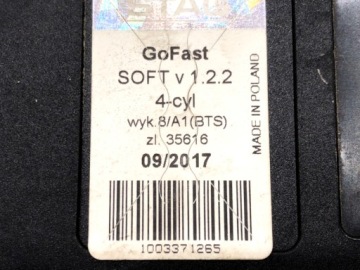 STAG
GoFast
SOFT v 1.2.2
4-cyl
wyk.8/A1(BTS)
zl. 35616
09/2017
MADE IN POLAND
1003371265